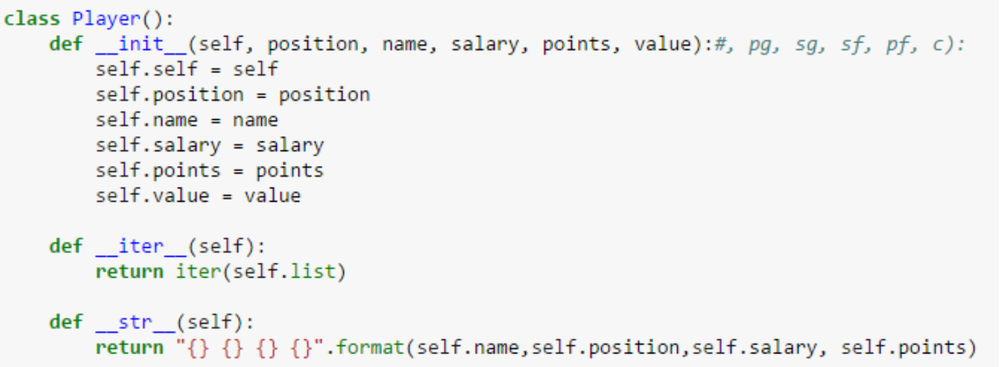 class Player():
    def __init__(self, position, name, salary, points, value):#, pg, sg, sf, pf, c):
        self.self = self
        self.position = position
        self.name = name
        self.salary = salary
        self.points = points
        self.value = value

    def __iter__(self):
        return iter(self.list)

    def __str__(self):
        return "{} {} {} {}".format(self.name,self.position,self.salary, self.points)